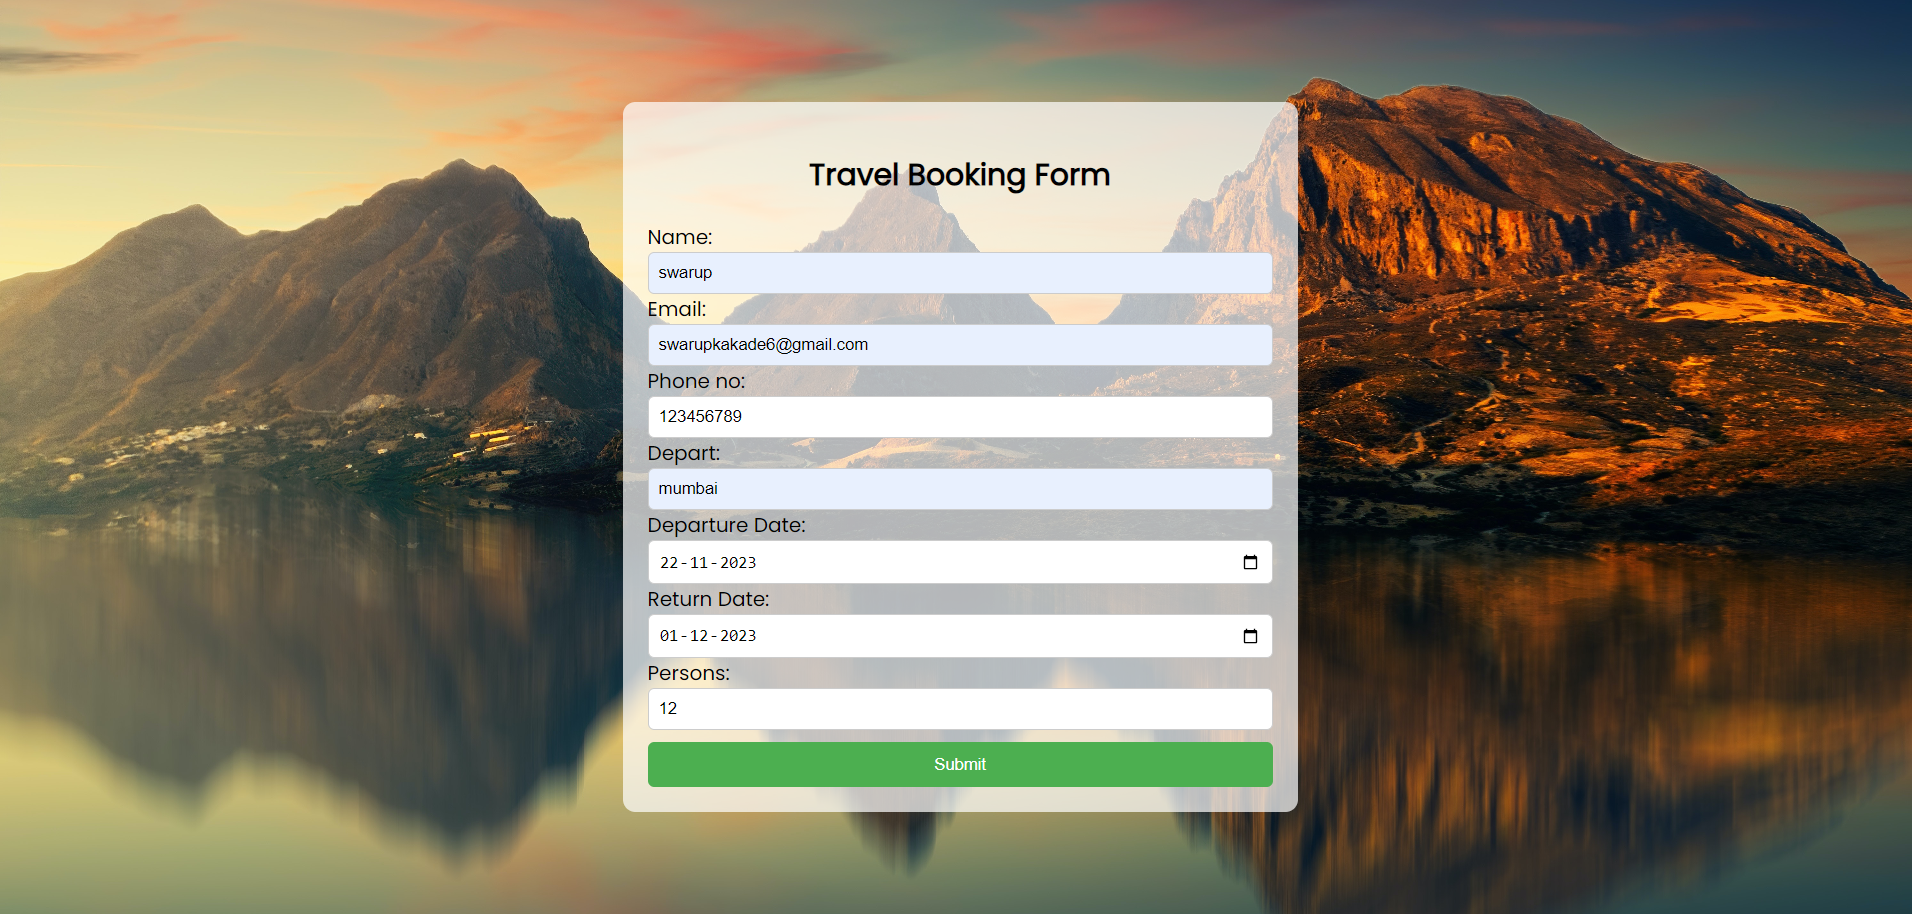 Travel Booking Form
Name:
swarup
Email:
swarupkakade6@gmail.com
Phone no:
123456789
Depart:
mumbai
Departure Date:
22-11-2023
Return Date:
01-12-2023
Persons:
12
Submit